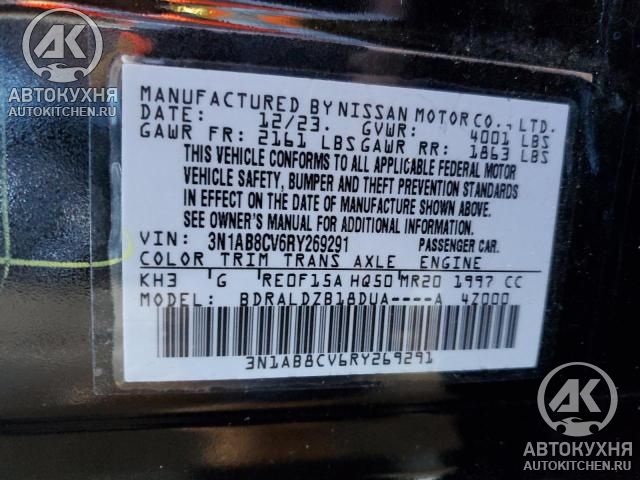 АК
АВТОКУХНЯ
AUTOKITCHEN.RU
MANUFACTURED BY NISSAN MOTOR CO., LTD.
DATE: 12/23. GVWR: 4001 LBS
GAWR FR: 2161 LBS GAWR RR: 1863 LBS
THIS VEHICLE CONFORMS TO ALL APPLICABLE FEDERAL MOTOR
VEHICLE SAFETY, BUMPER AND THEFT PREVENTION STANDARDS
IN EFFECT ON THE DATE OF MANUFACTURE SHOWN ABOVE.
SEE OWNER'S MANUAL FOR ADDITIONAL INFORMATION.
VIN: 3N1AB8CV6RY269291 PASSENGER CAR.
COLOR TRIM TRANS AXLE ENGINE
KH3 G RE0F15A HQ50 MR20 1997 CC
MODEL: BDRALDZB18DUA----A 4Z000
3N1AB8CV6RY269291
АК
АВТОКУХНЯ
AUTOKITCHEN.RU